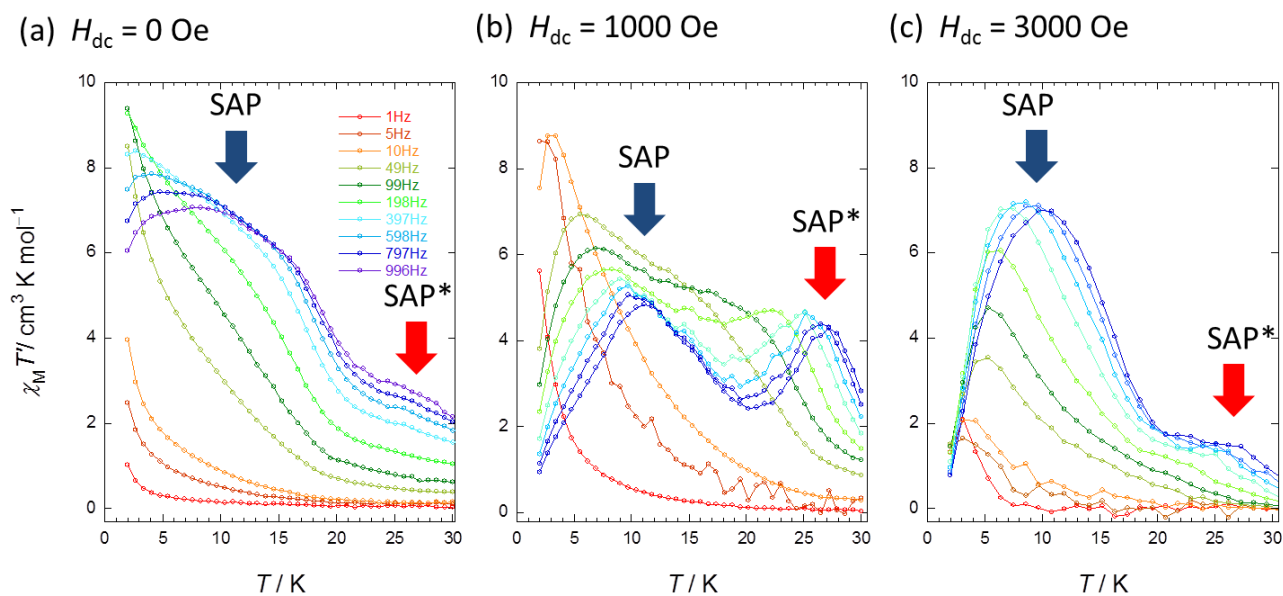 (a) Hdc = 0 Oe
10
8
6
4
2
0
0 5 10 15 20 25 30
SAP
SAP*
1Hz
5Hz
10Hz
49Hz
99Hz
198Hz
397Hz
598Hz
797Hz
996Hz
χM T'/ cm³ K mol⁻¹
T / K
(b) Hdc = 1000 Oe
10
8
6
4
2
0
0 5 10 15 20 25 30
SAP
SAP*
T / K
(c) Hdc = 3000 Oe
10
8
6
4
2
0
0 5 10 15 20 25 30
SAP
SAP*
T / K